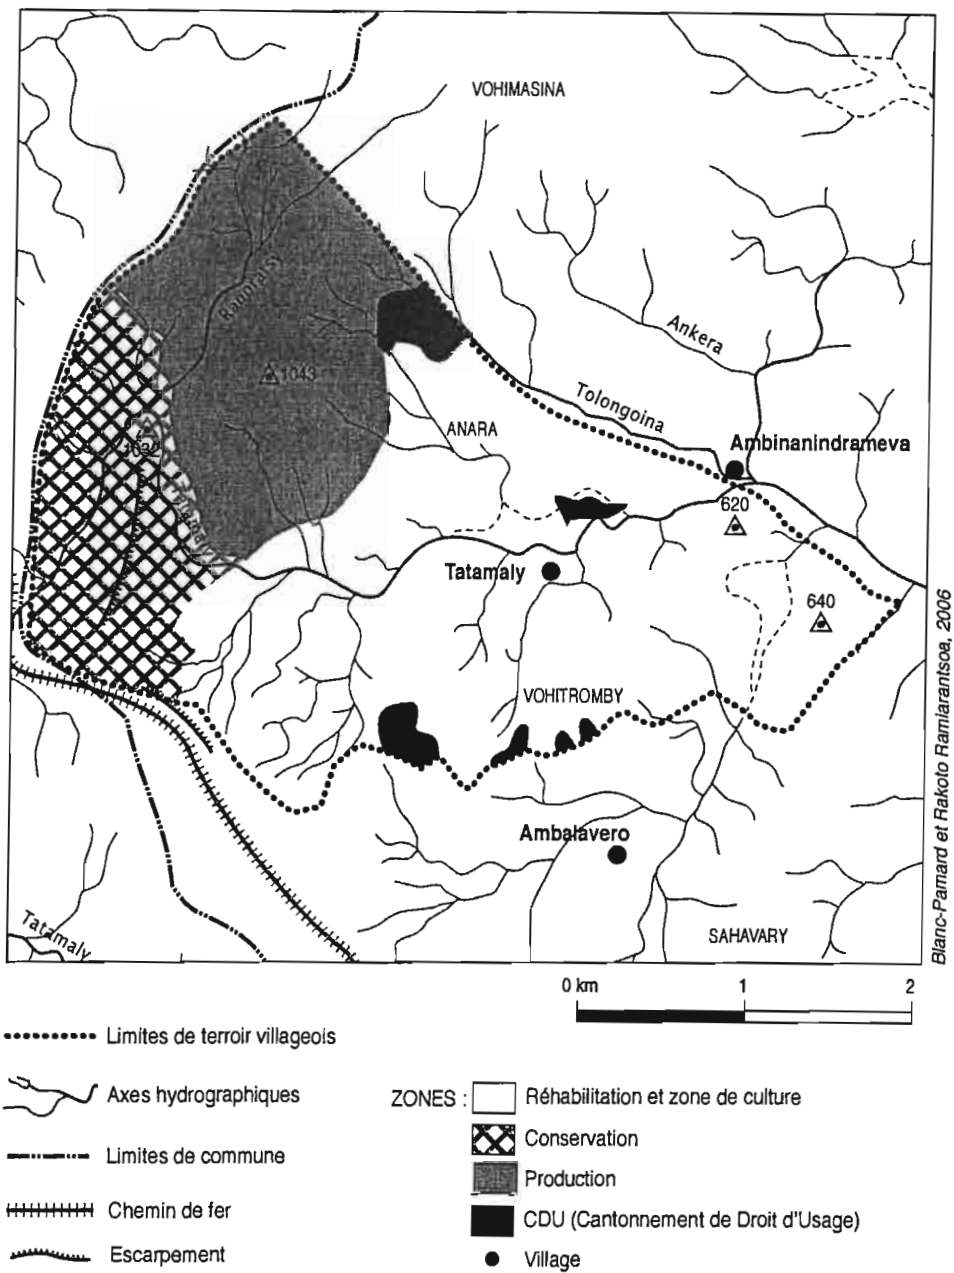 VOHIMASINA
Ankera
1043
Tolongoina
ANARA
Ambinanindrameva
1032
620
Tatamaly
640
VOHITROMBY
Ambalavero
SAHAVARY
Tatamaly
Blanc-Pamard et Rakoto Ramiarantsoa, 2006
0 km 1 2
Limites de terroir villageois
Axes hydrographiques
Limites de commune
Chemin de fer
Escarpement
ZONES :
Réhabilitation et zone de culture
Conservation
Production
CDU (Cantonnement de Droit d'Usage)
Village